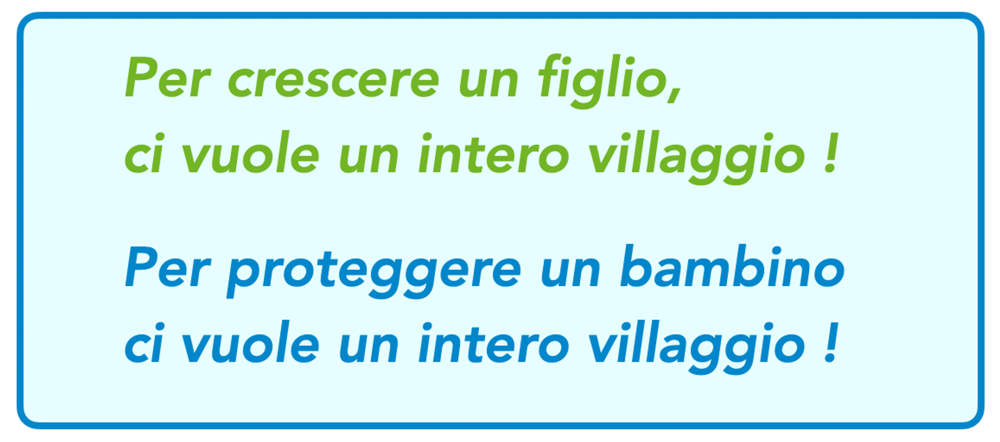 Per crescere un figlio,
ci vuole un intero villaggio !
Per proteggere un bambino
ci vuole un intero villaggio !